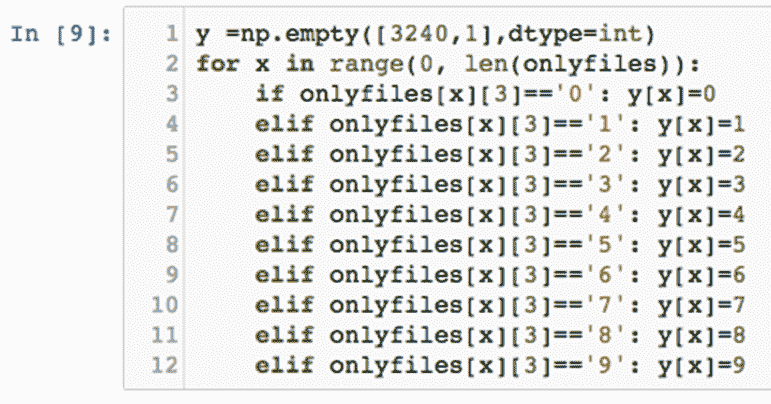 In [9]:
1 y =np.empty([3240,1],dtype=int)
2 for x in range(0, len(onlyfiles)):
3     if onlyfiles[x][3]=='0': y[x]=0
4     elif onlyfiles[x][3]=='1': y[x]=1
5     elif onlyfiles[x][3]=='2': y[x]=2
6     elif onlyfiles[x][3]=='3': y[x]=3
7     elif onlyfiles[x][3]=='4': y[x]=4
8     elif onlyfiles[x][3]=='5': y[x]=5
9     elif onlyfiles[x][3]=='6': y[x]=6
10     elif onlyfiles[x][3]=='7': y[x]=7
11     elif onlyfiles[x][3]=='8': y[x]=8
12     elif onlyfiles[x][3]=='9': y[x]=9